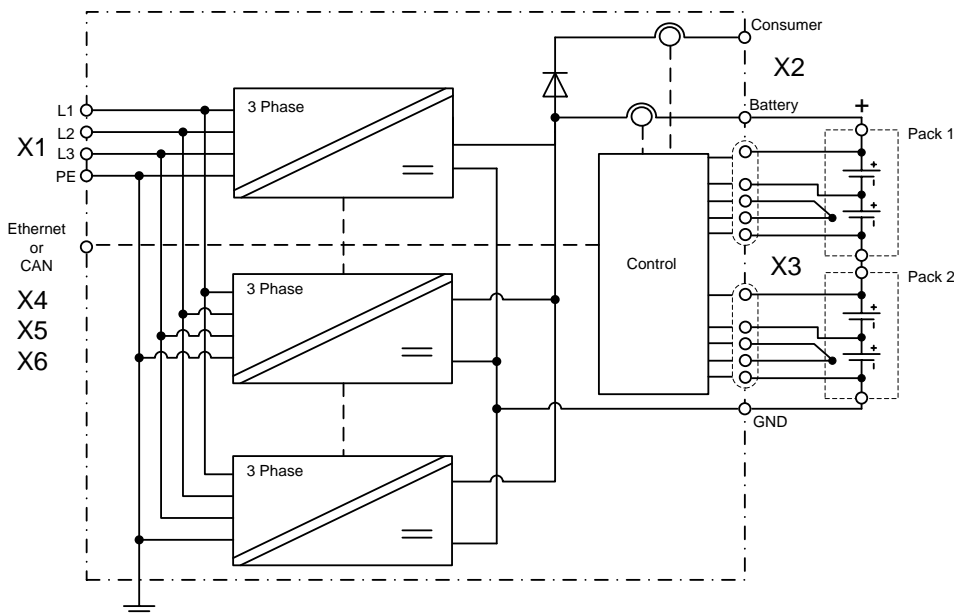 Consumer
X2
3 Phase
L1
Battery
+
L2
Pack 1
X1
L3
PE
+
-
+
-
Ethernet
or
CAN
Control
X3
3 Phase
Pack 2
X4
X5
X6
+
-
+
-
GND
3 Phase